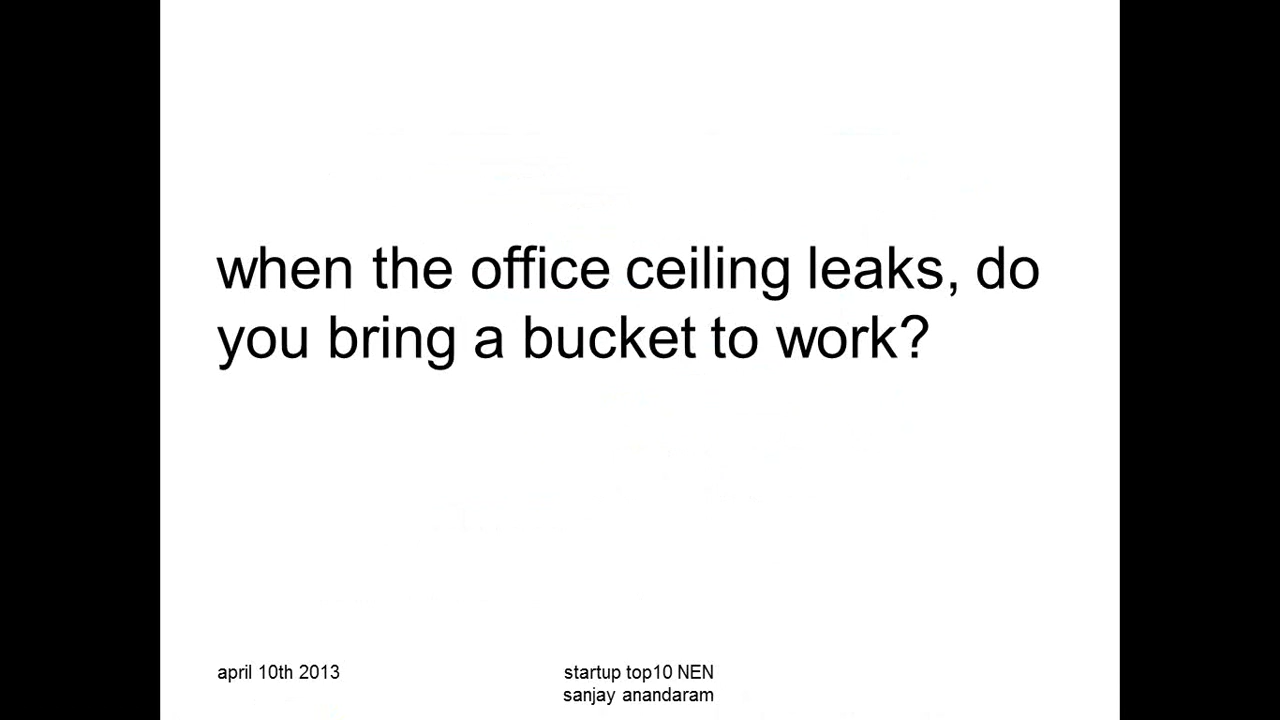 when the office ceiling leaks, do
you bring a bucket to work?
april 10th 2013
startup top10 NEN
sanjay anandaram